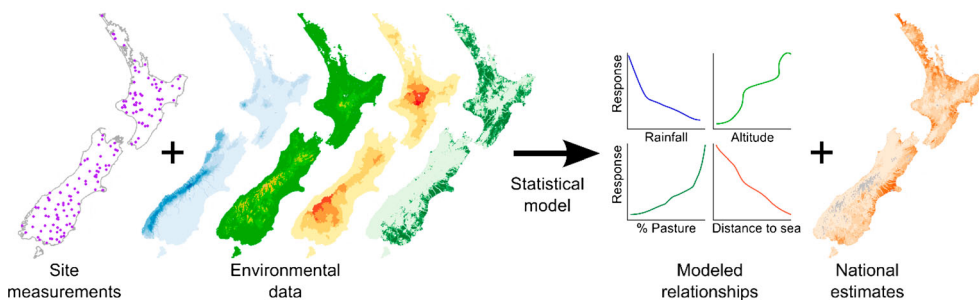 Response
Rainfall
Altitude
Response
% Pasture
Distance to sea
+
+
Statistical
model
Site
measurements
Environmental
data
Modeled
relationships
National
estimates